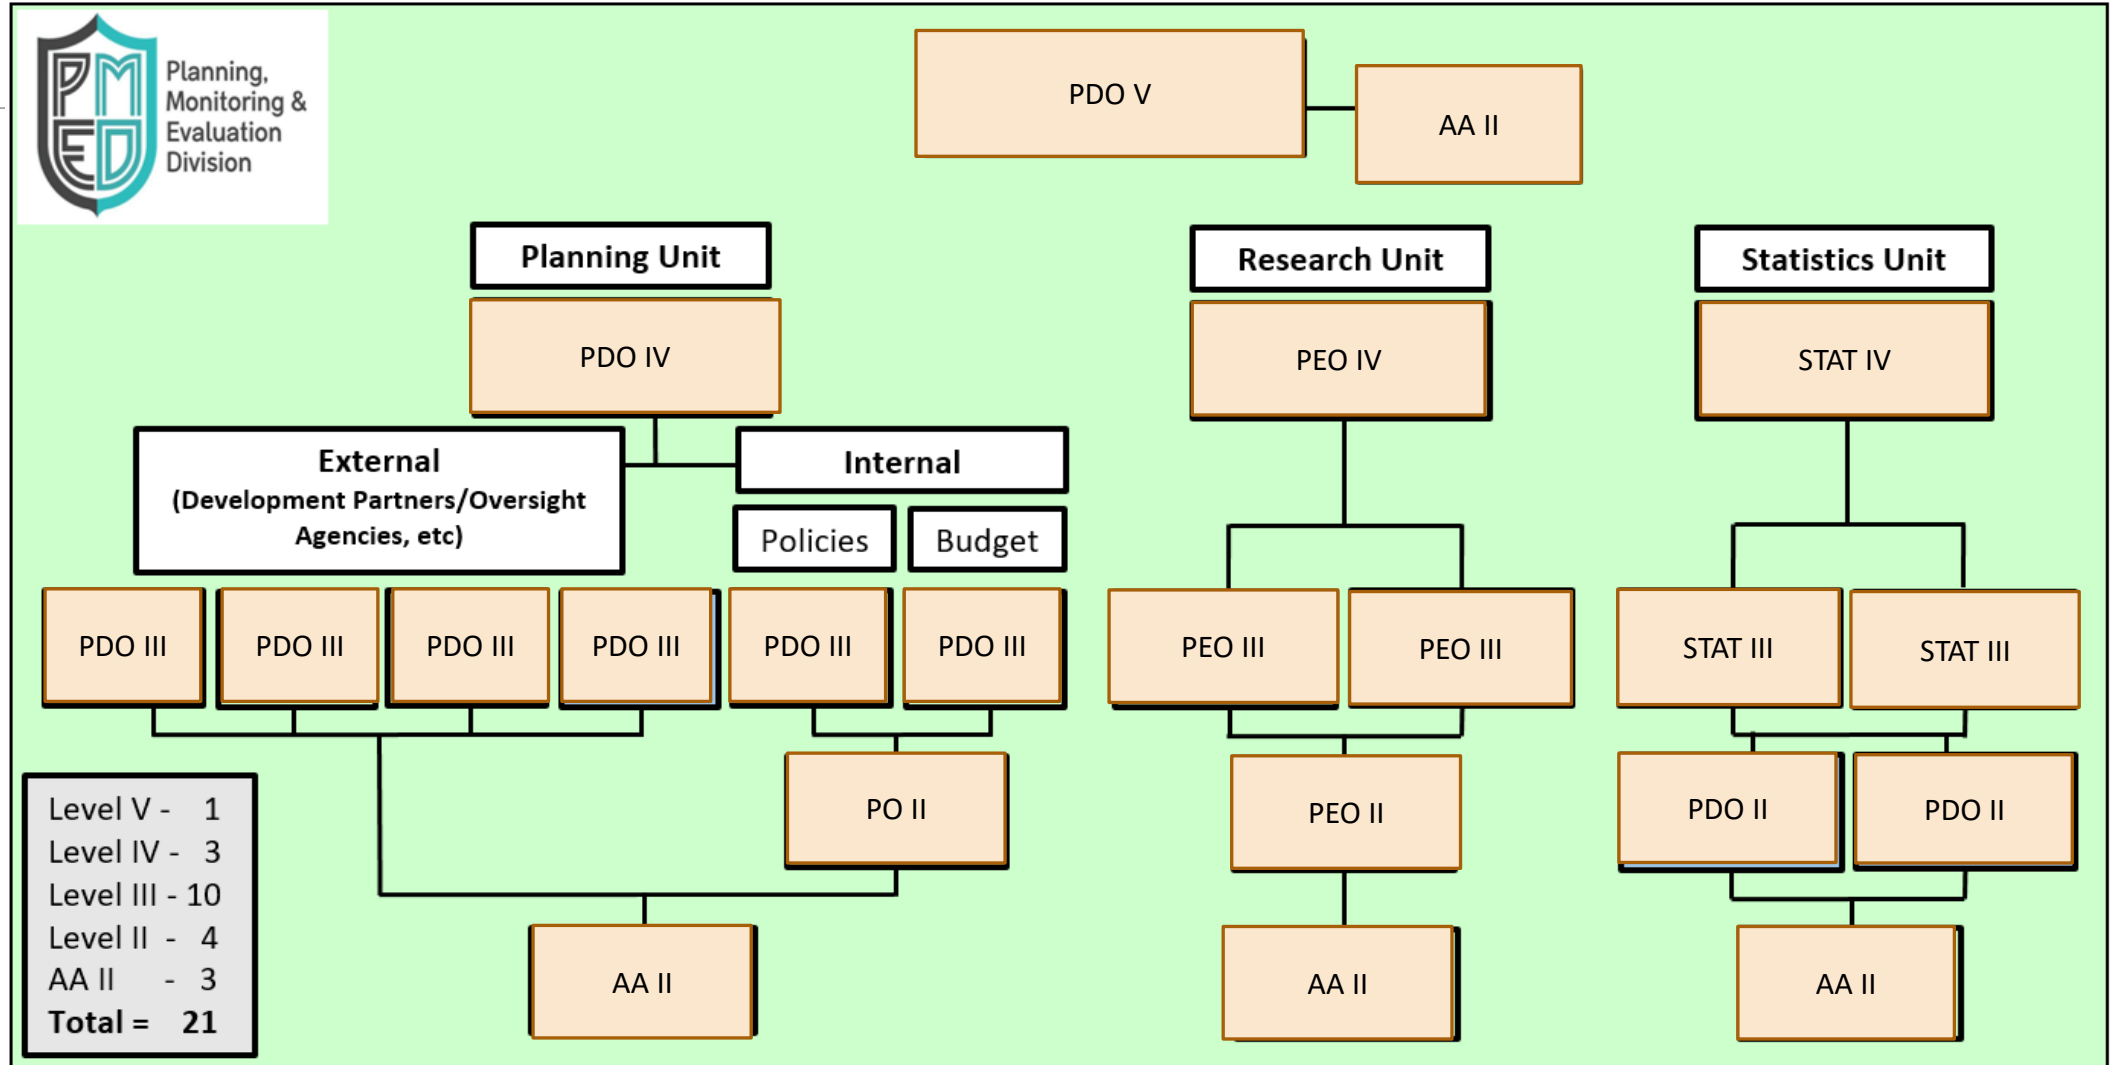 PM
ED
Planning,
Monitoring &
Evaluation
Division
PDO V
AA II
Planning Unit
Research Unit
Statistics Unit
PDO IV
PEO IV
STAT IV
External
(Development Partners/Oversight
Agencies, etc)
Internal
Policies
Budget
PDO III
PDO III
PDO III
PDO III
PDO III
PDO III
PEO III
PEO III
STAT III
STAT III
PO II
PEO II
PDO II
PDO II
Level V - 1
Level IV - 3
Level III - 10
Level II - 4
AA II - 3
Total = 21
AA II
AA II
AA II